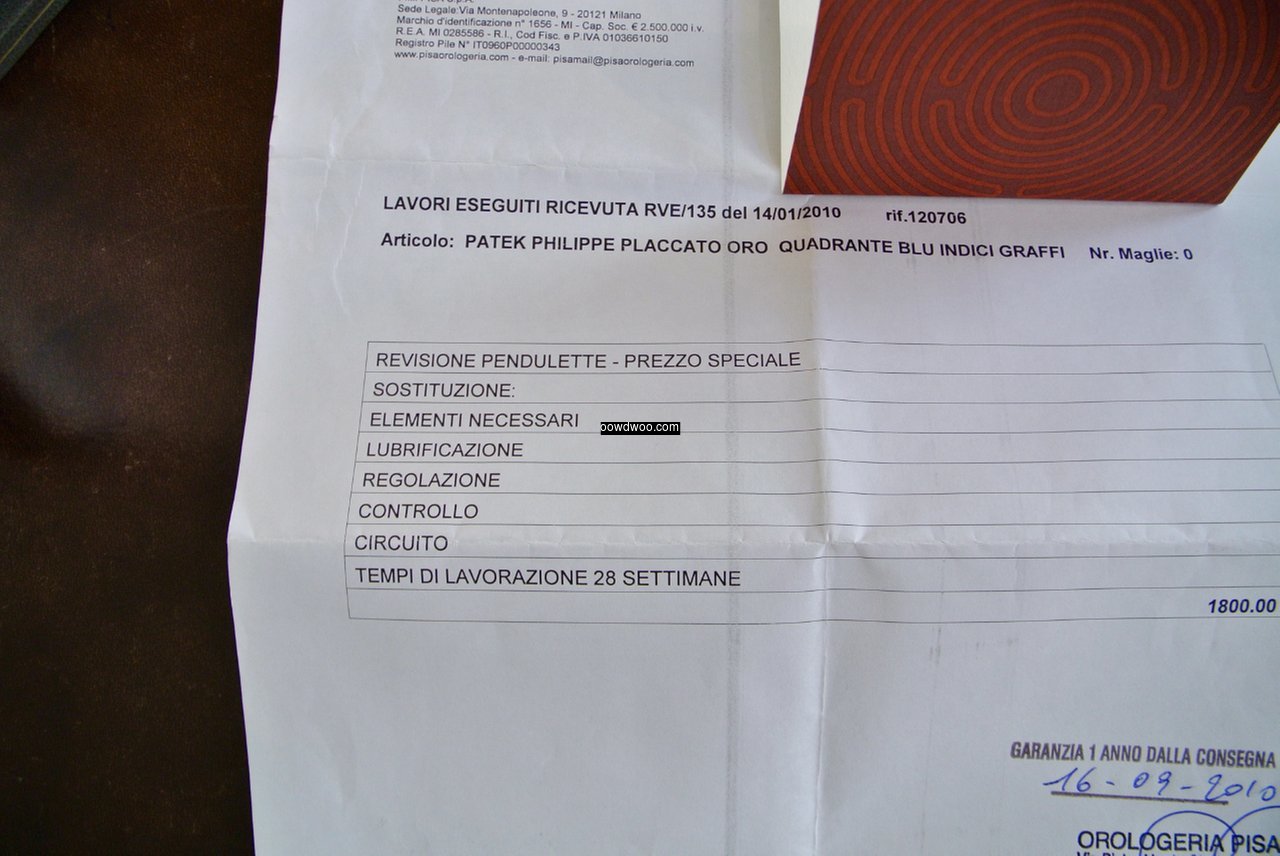 Sede Legale:Via Montenapoleone, 9 - 20121 Milano
Marchio d'identificazione n° 1656 - MI - Cap. Soc. € 2.500.000 i.v.
R.E.A. MI 0285586 - R.I., Cod Fisc. e P.IVA 01036610150
Registro Pile N° IT0960P00000343
www.pisaorologeria.com - e-mail: pisamail@pisaorologeria.com
LAVORI ESEGUITI RICEVUTA RVE/135 del 14/01/2010 rif.120706
Articolo: PATEK PHILIPPE PLACCATO ORO QUADRANTE BLU INDICI GRAFFI Nr. Maglie: 0
REVISIONE PENDULETTE - PREZZO SPECIALE
SOSTITUZIONE:
ELEMENTI NECESSARI
powdwoo.com
LUBRIFICAZIONE
REGOLAZIONE
CONTROLLO
CIRCUITO
TEMPI DI LAVORAZIONE 28 SETTIMANE
1800.00
GARANZIA 1 ANNO DALLA CONSEGNA
16-09-2010
OROLOGERIA PISA